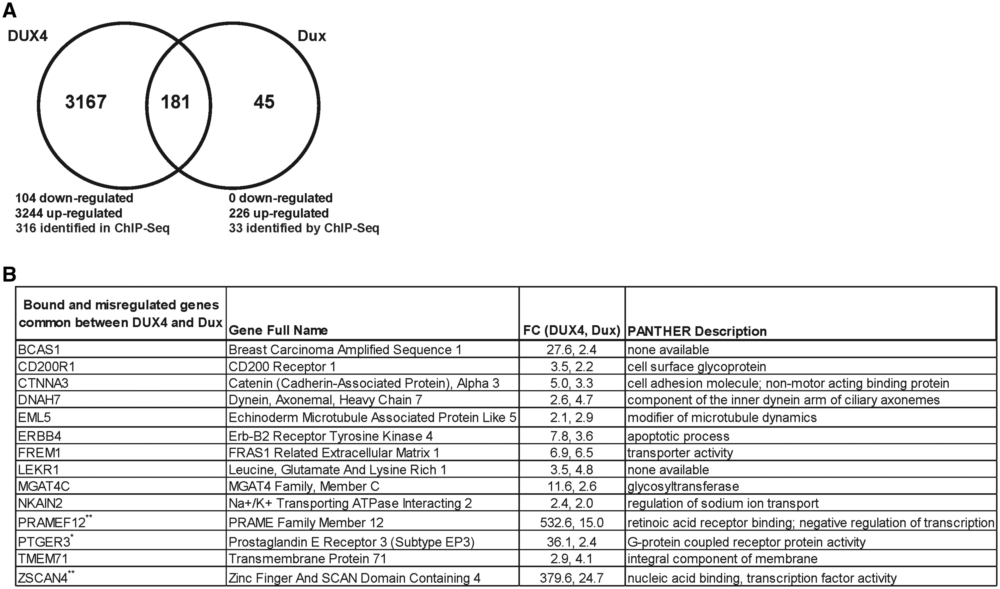 A
DUX4
Dux
3167 181 45
104 down-regulated
3244 up-regulated
316 identified in ChIP-Seq
0 down-regulated
226 up-regulated
33 identified by ChIP-Seq
B
Bound and misregulated genes
common between DUX4 and Dux
Gene Full Name
FC (DUX4, Dux)
PANTHER Description
BCAS1 Breast Carcinoma Amplified Sequence 1 27.6, 2.4 none available
CD200R1 CD200 Receptor 1 3.5, 2.2 cell surface glycoprotein
CTNNA3 Catenin (Cadherin-Associated Protein), Alpha 3 5.0, 3.3 cell adhesion molecule; non-motor acting binding protein
DNAH7 Dynein, Axonemal, Heavy Chain 7 2.6, 4.7 component of the inner dynein arm of ciliary axonemes
EML5 Echinoderm Microtubule Associated Protein Like 5 2.1, 2.9 modifier of microtubule dynamics
ERBB4 Erb-B2 Receptor Tyrosine Kinase 4 7.8, 3.6 apoptotic process
FREM1 FRAS1 Related Extracellular Matrix 1 6.9, 6.5 transporter activity
LEKR1 Leucine, Glutamate And Lysine Rich 1 3.5, 4.8 none available
MGAT4C MGAT4 Family, Member C 11.6, 2.6 glycosyltransferase
NKAIN2 Na+/K+ Transporting ATPase Interacting 2 2.4, 2.0 regulation of sodium ion transport
PRAMEF12** PRAME Family Member 12 532.6, 15.0 retinoic acid receptor binding; negative regulation of transcription
PTGER3* Prostaglandin E Receptor 3 (Subtype EP3) 36.1, 2.4 G-protein coupled receptor protein activity
TMEM71 Transmembrane Protein 71 2.9, 4.1 integral component of membrane
ZSCAN4** Zinc Finger And SCAN Domain Containing 4 379.6, 24.7 nucleic acid binding, transcription factor activity